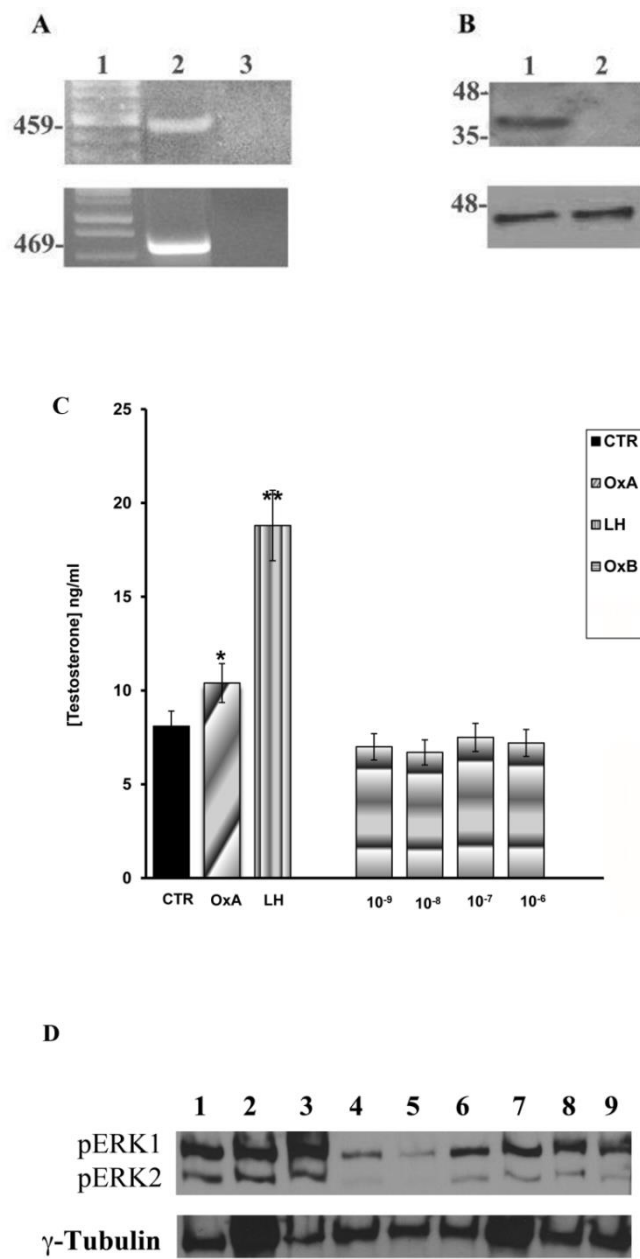 A
1 2 3
459-
469-
B
1 2
48-
35-
48-
C
[Testosterone] ng/ml
25
20
15
10
5
0
*
**
CTR OxA LH 10-9 10-8 10-7 10-6
CTR
OxA
LH
OxB
D
1 2 3 4 5 6 7 8 9
pERK1
pERK2
γ-Tubulin